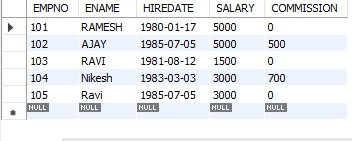 EMPNO ENAME HIREDATE SALARY COMMISSION
101 RAMESH 1980-01-17 5000 0
102 AJAY 1985-07-05 5000 500
103 RAVI 1981-08-12 1500 0
104 Nikesh 1983-03-03 3000 700
105 Ravi 1985-07-05 3000 0
NULL NULL NULL NULL NULL